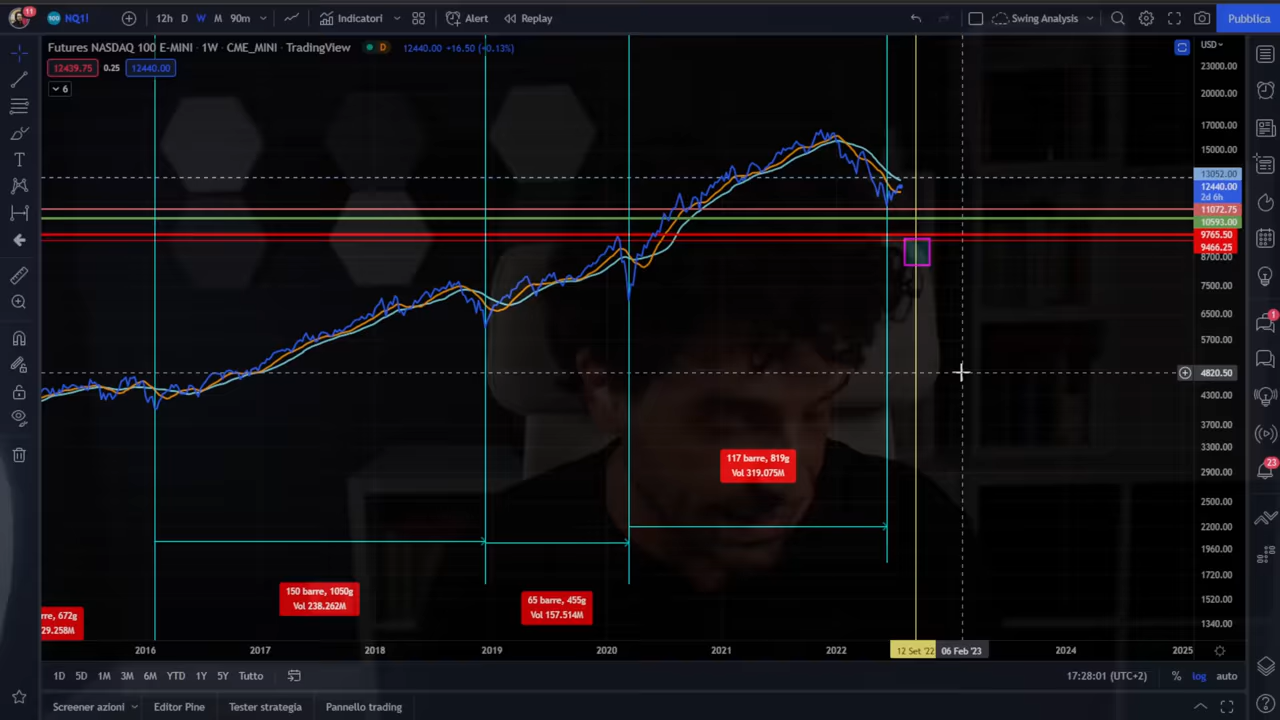 11
100 NQ1! 12h D W M 90m Indicatori Alert Replay Swing Analysis Pubblica
Futures NASDAQ 100 E-MINI · 1W · CME_MINI · TradingView D 12440.00 +16.50 (+0.13%)
12439.75 0.25 12440.00
6
USD
23000.00
20000.00
17000.00
15000.00
13052.00
12440.00
2d 6h
11072.75
10593.00
9765.50
9466.25
8700.00
7500.00
6500.00
5700.00
4820.50
4300.00
3700.00
3300.00
2900.00
2500.00
2200.00
1960.00
1720.00
1520.00
1340.00
1
23
117 barre, 819g
Vol 319.075M
150 barre, 1050g
Vol 238.262M
65 barre, 455g
Vol 157.514M
rre, 672g
29.258M
2016 2017 2018 2019 2020 2021 2022 12 Set '22 06 Feb '23 2024 2025
1D 5D 1M 3M 6M YTD 1Y 5Y Tutto 17:28:01 (UTC+2) % log auto
Screener azioni Editor Pine Tester strategia Pannello trading